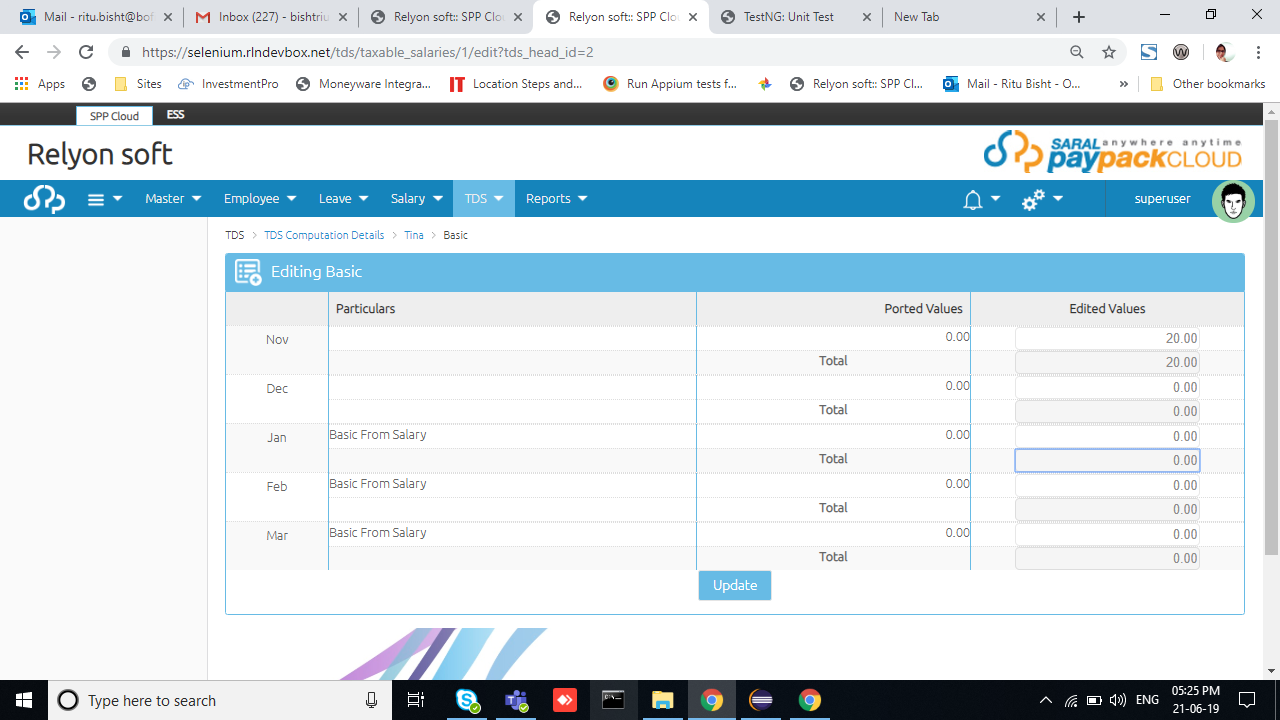 Mail - ritu.bisht@bof
Inbox (227) - bishtriu
Relyon soft:: SPP Clo
Relyon soft:: SPP Clo
TestNG: Unit Test
New Tab
https://selenium.rlndevbox.net/tds/taxable_salaries/1/edit?tds_head_id=2
Apps
Sites
InvestmentPro
Moneyware Integra...
IT Location Steps and...
Run Appium tests f...
Relyon soft:: SPP Cl...
Mail - Ritu Bisht - O...
»
Other bookmarks
SPP Cloud
ESS
Relyon soft
SARAL anywhere anytime
paypackCLOUD
Master
Employee
Leave
Salary
TDS
Reports
superuser
TDS > TDS Computation Details > Tina > Basic
Editing Basic
Particulars Ported Values Edited Values
Nov 0.00 20.00
Total 20.00
Dec 0.00 0.00
Total 0.00
Jan Basic From Salary 0.00 0.00
Total 0.00
Feb Basic From Salary 0.00 0.00
Total 0.00
Mar Basic From Salary 0.00 0.00
Total 0.00
Update
Type here to search
ENG
05:25 PM
21-06-19